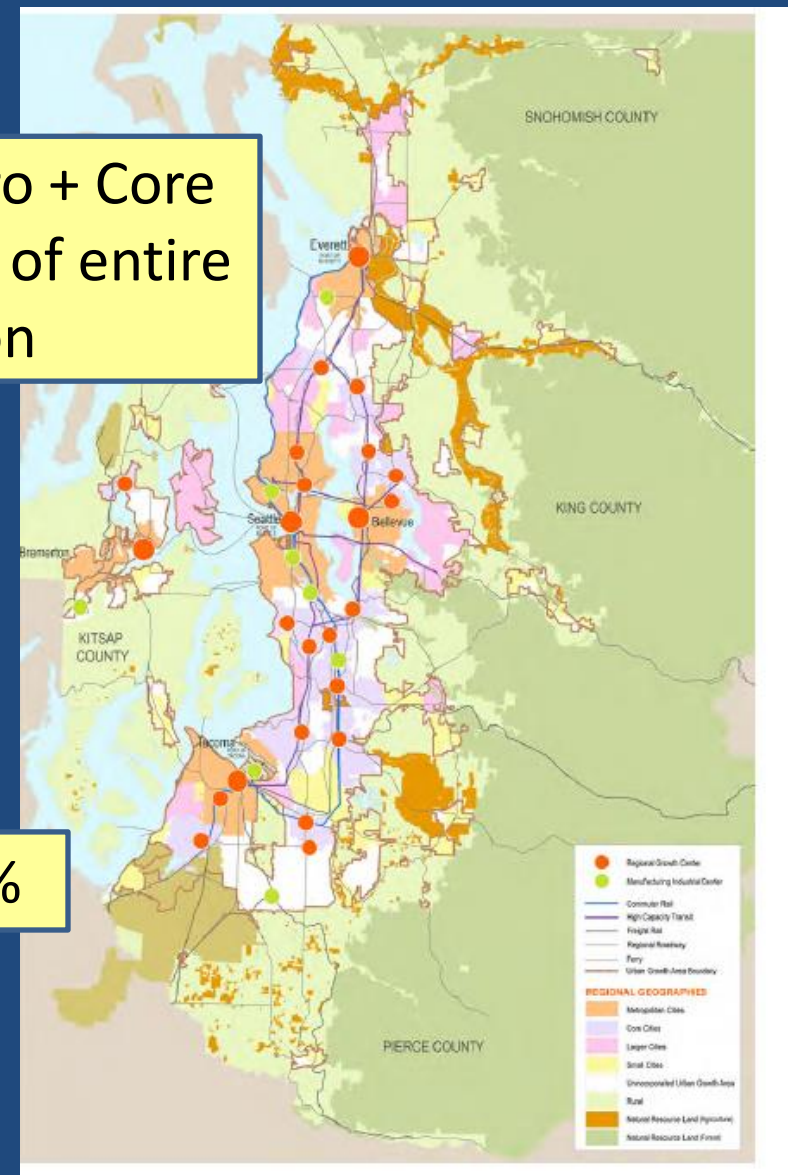 SNOHOMISH COUNTY
o + Core
of entire
n
Everett
KING COUNTY
Seattle
Bellevue
Bremerton
KITSAP
COUNTY
Tacoma
%
Regional Growth Center
Manufacturing Industrial Center
Commuter Rail
High Capacity Transit
Freight Rail
Regional Roadway
Ferry
Urban Growth Area Boundary
REGIONAL GEOGRAPHIES
Metropolitan Cities
Core Cities
Larger Cities
Small Cities
Unincorporated Urban Growth Area
Rural
Natural Resource Land (Agriculture)
Natural Resource Land (Forest)
PIERCE COUNTY